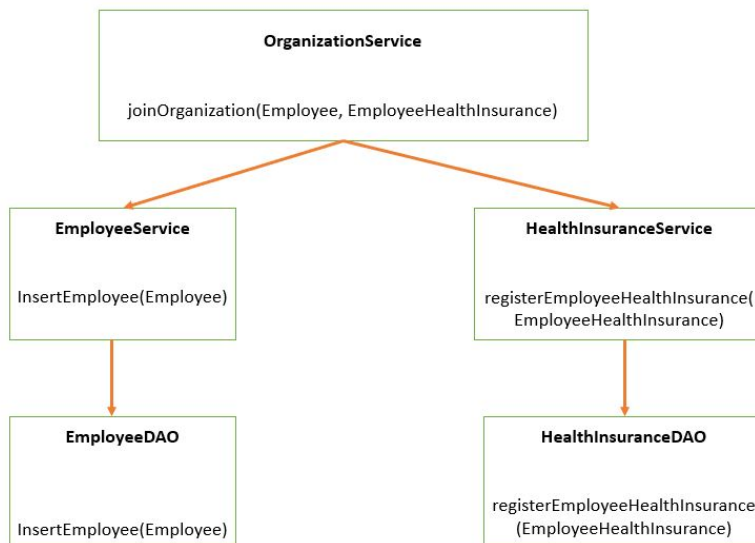 OrganizationService
joinOrganization(Employee, EmployeeHealthInsurance)
EmployeeService
HealthInsuranceService
InsertEmployee(Employee)
registerEmployeeHealthInsurance(
EmployeeHealthInsurance)
EmployeeDAO
HealthInsuranceDAO
InsertEmployee(Employee)
registerEmployeeHealthInsurance
(EmployeeHealthInsurance)